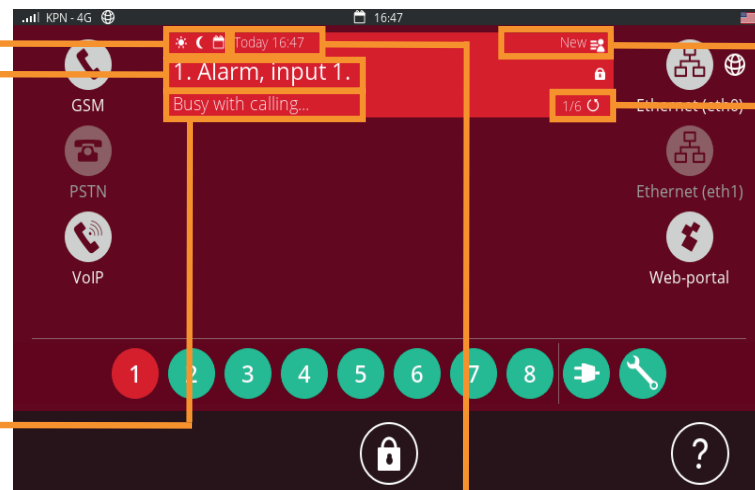 KPN - 4G
16:47
Today 16:47
New
1. Alarm, input 1.
Busy with calling...
1/6
GSM
Ethernet (eth0)
PSTN
Ethernet (eth1)
VoIP
Web-portal
1 2 3 4 5 6 7 8
?